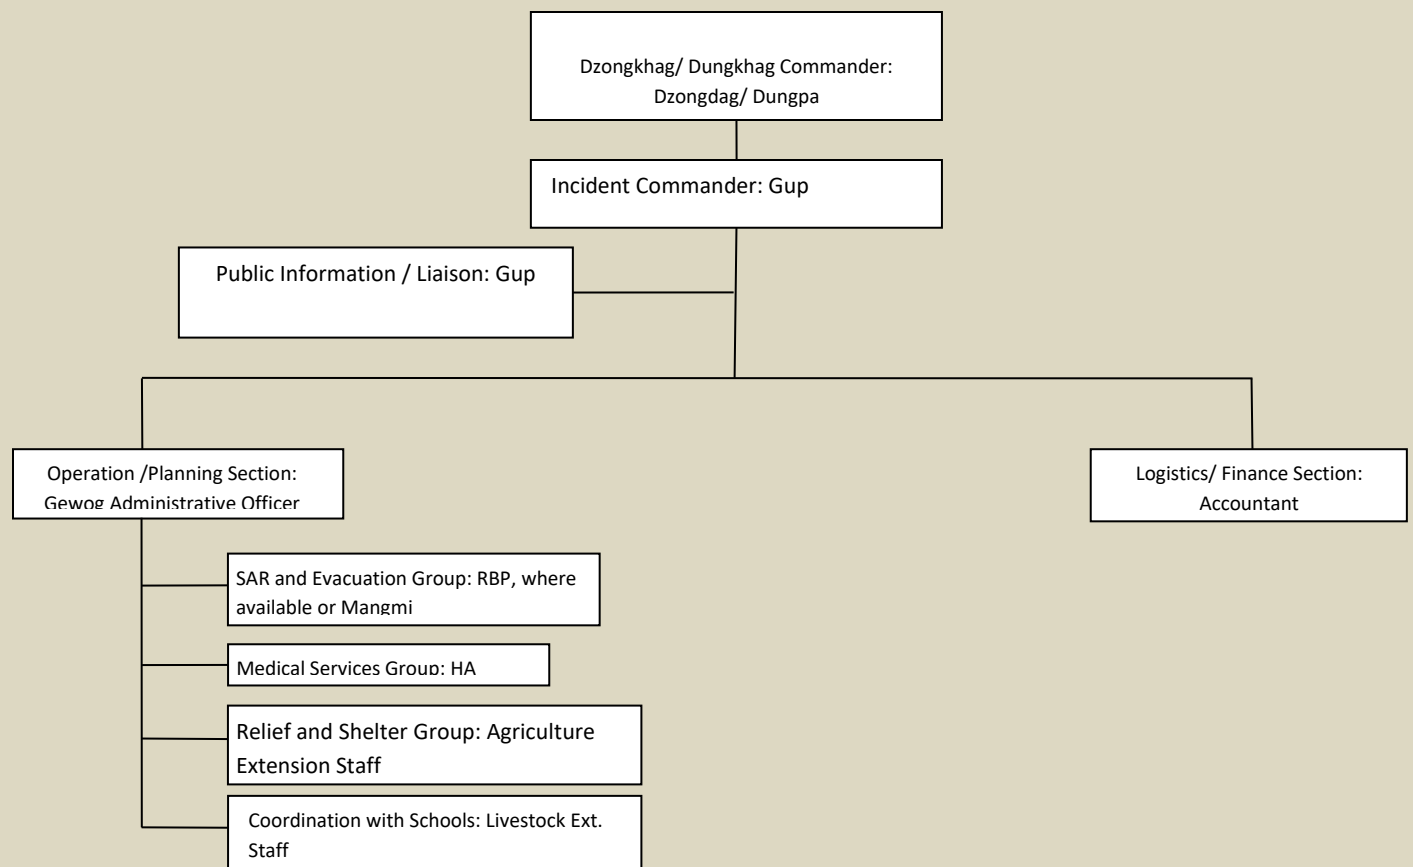 Dzongkhag/ Dungkhag Commander:
Dzongdag/ Dungpa
Incident Commander: Gup
Public Information / Liaison: Gup
Operation /Planning Section:
Gewog Administrative Officer
Logistics/ Finance Section:
Accountant
SAR and Evacuation Group: RBP, where
available or Mangmi
Medical Services Group: HA
Relief and Shelter Group: Agriculture
Extension Staff
Coordination with Schools: Livestock Ext.
Staff